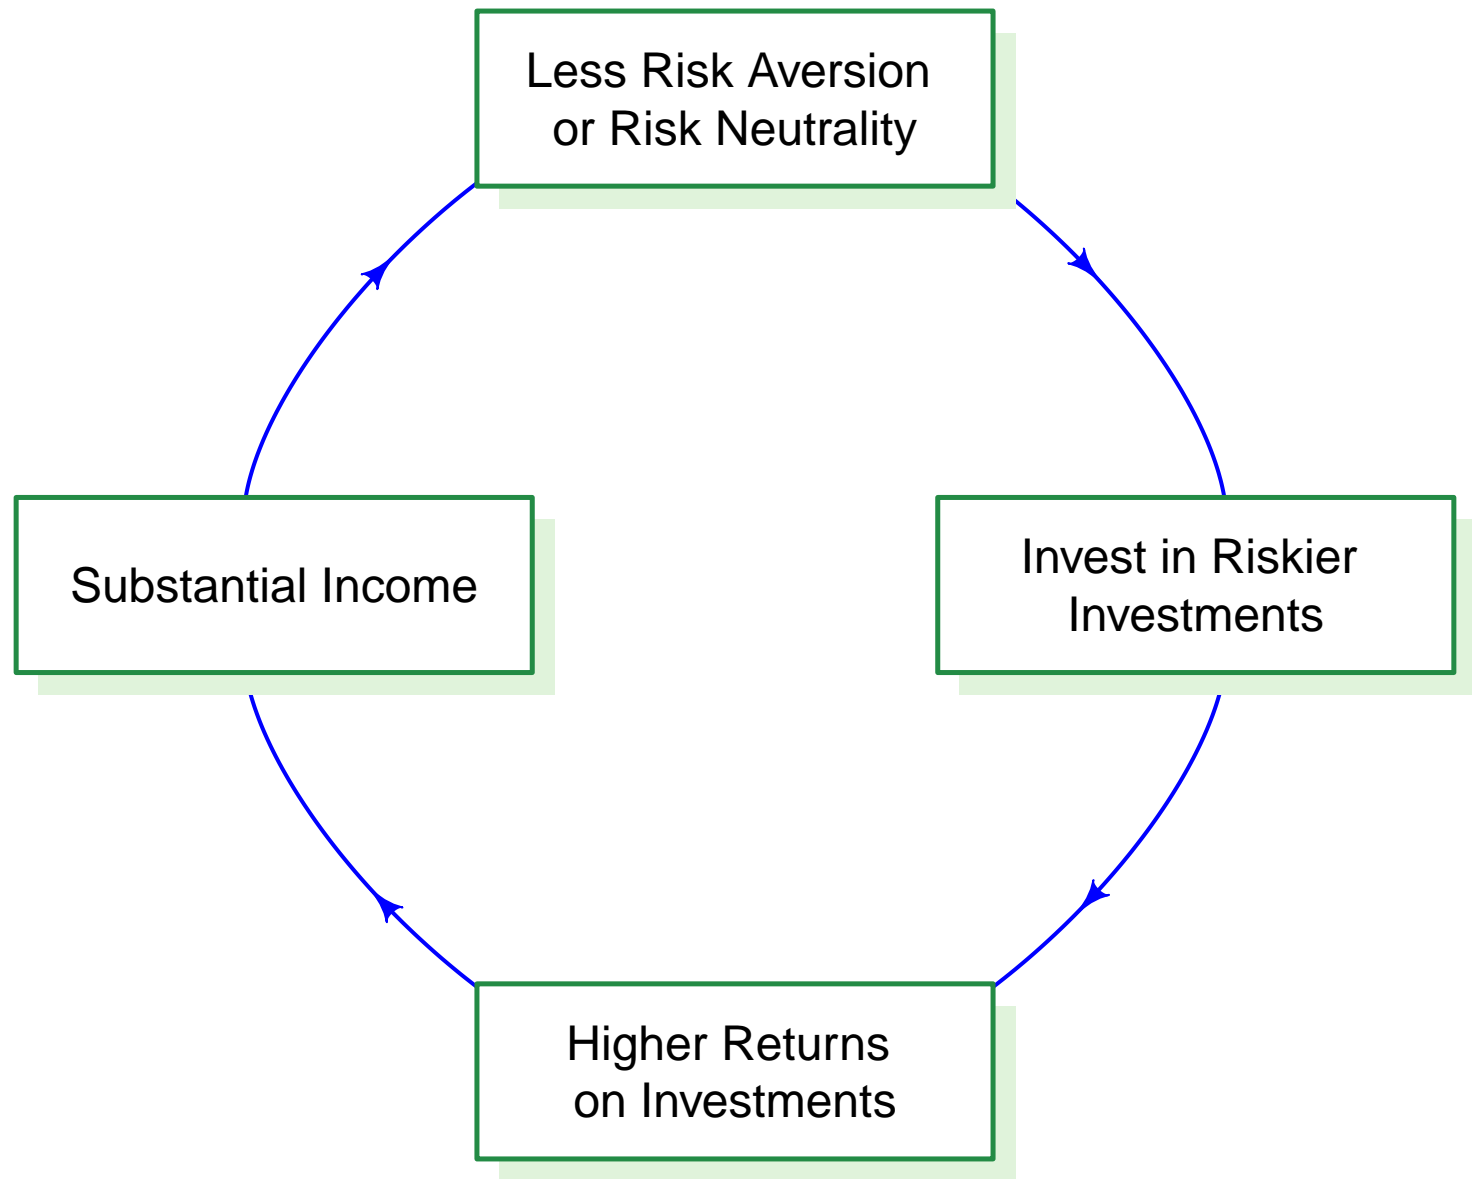 Less Risk Aversion
or Risk Neutrality
Substantial Income
Invest in Riskier
Investments
Higher Returns
on Investments